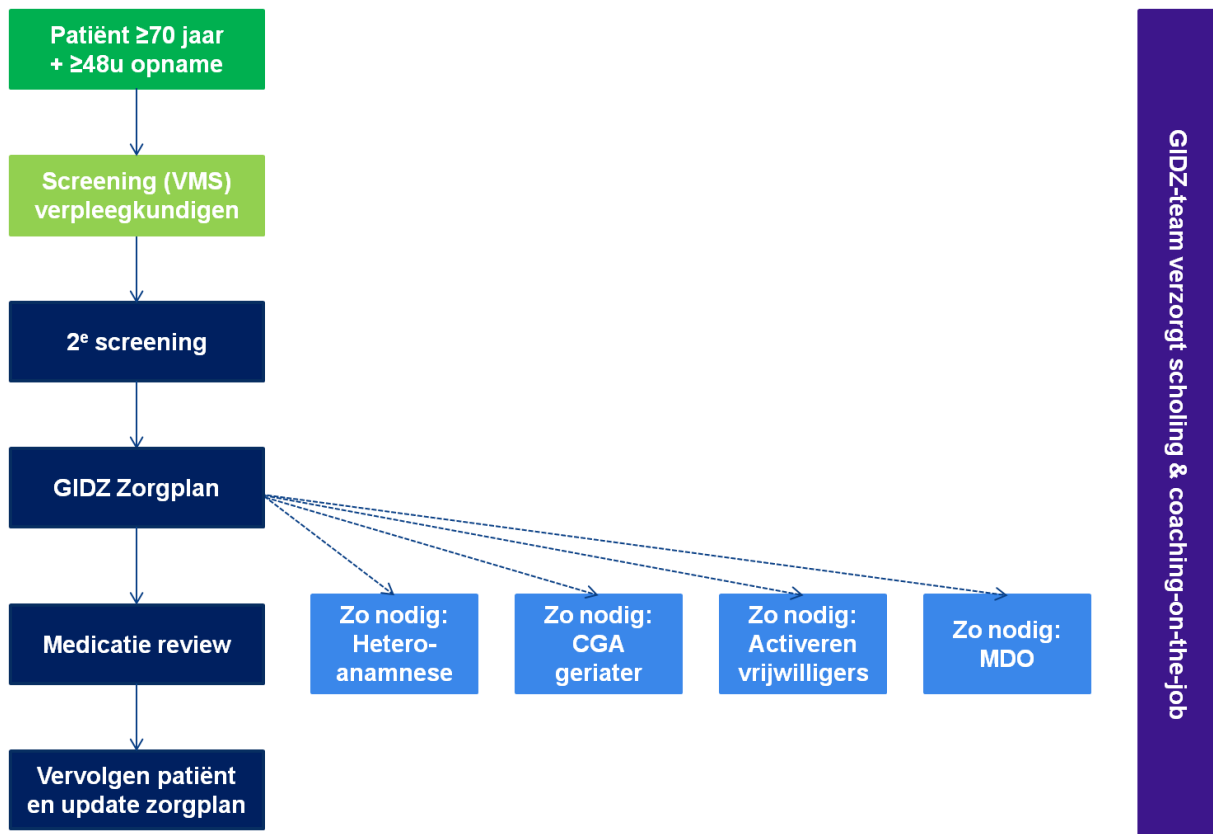 Patiënt ≥70 jaar
+ ≥48u opname
Screening (VMS)
verpleegkundigen
2e screening
GIDZ Zorgplan
Medicatie review
Vervolgen patiënt
en update zorgplan
Zo nodig:
Hetero-
anamnese
Zo nodig:
CGA
geriater
Zo nodig:
Activeren
vrijwilligers
Zo nodig:
MDO
GIDZ-team verzorgt scholing & coaching-on-the-job